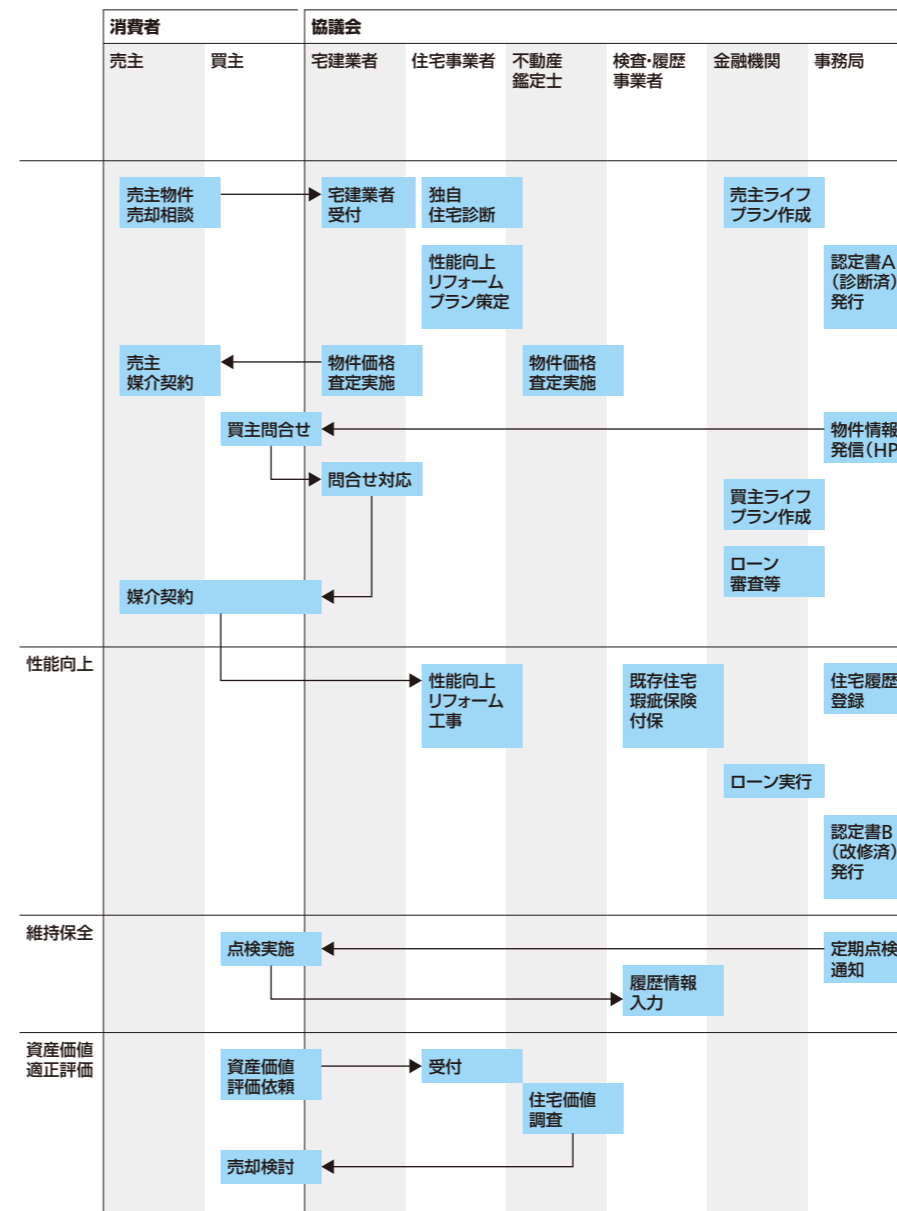 消費者
協議会
売主
買主
宅建業者
住宅事業者
不動産
鑑定士
検査・履歴
事業者
金融機関
事務局
売主物件
売却相談
宅建業者
受付
独自
住宅診断
売主ライフ
プラン作成
性能向上
リフォーム
プラン策定
認定書A
（診断済）
発行
売主
媒介契約
物件価格
査定実施
物件価格
査定実施
買主問合せ
物件情報
発信（HP
問合せ対応
買主ライフ
プラン作成
ローン
審査等
媒介契約
性能向上
性能向上
リフォーム
工事
既存住宅
瑕疵保険
付保
住宅履歴
登録
ローン実行
認定書B
（改修済）
発行
維持保全
点検実施
定期点検
通知
履歴情報
入力
資産価値
適正評価
資産価値
評価依頼
受付
住宅価値
調査
売却検討